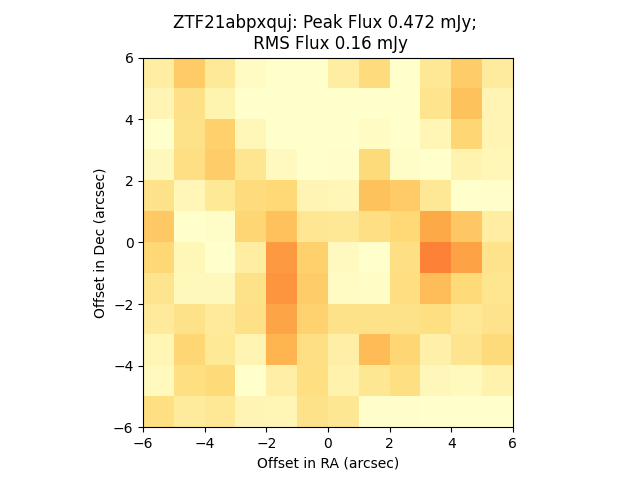 ZTF21abpxquj: Peak Flux 0.472 mJy;
RMS Flux 0.16 mJy
6
4
2
0
−2
−4
−6
Offset in Dec (arcsec)
−6 −4 −2 0 2 4 6
Offset in RA (arcsec)